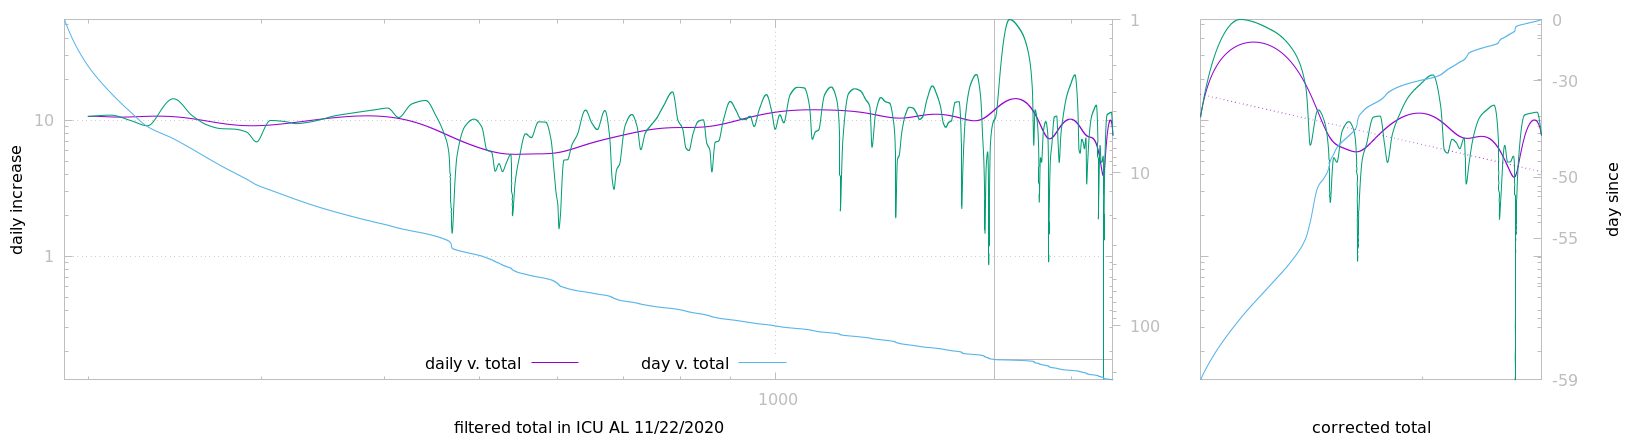 daily increase
10
1
daily v. total
day v. total
1000
filtered total in ICU AL 11/22/2020
1
10
100
0
-30
-50
-55
-59
day since
corrected total